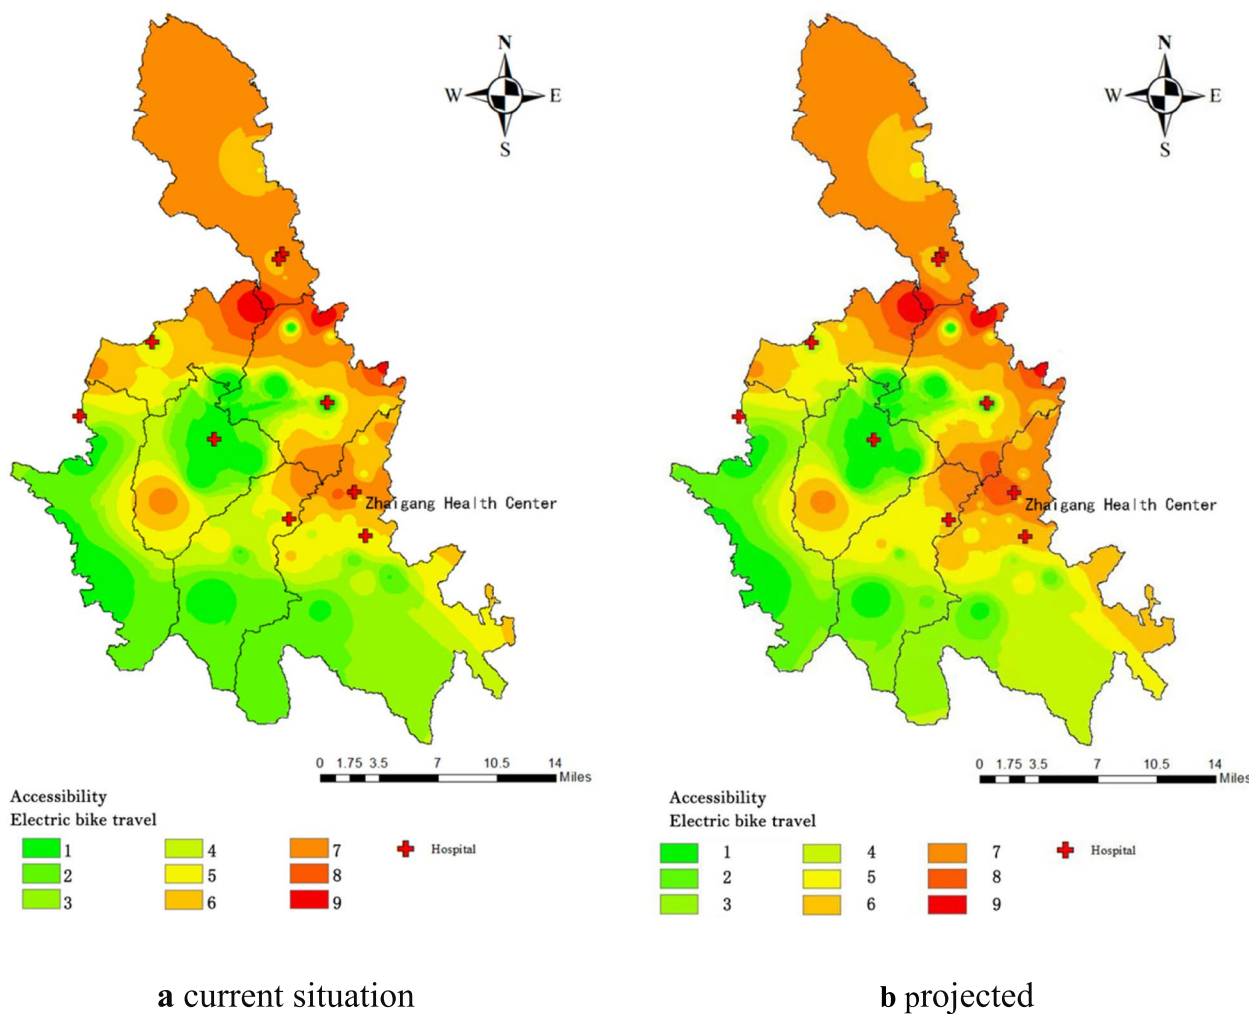 N
W E
S
N
W E
S
Zhaigang Health Center
Zhaigang Health Center
0 1.75 3.5 7 10.5 14
Miles
0 1.75 3.5 7 10.5 14
Miles
Accessibility
Electric bike travel
1 4 7 Hospital
2 5 8
3 6 9
Accessibility
Electric bike travel
1 4 7 Hospital
2 5 8
3 6 9
a current situation
b projected